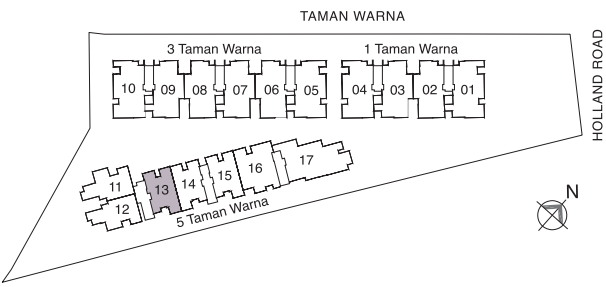 TAMAN WARNA
HOLLAND ROAD
3 Taman Warna
1 Taman Warna
10 09 08 07 06 05 04 03 02 01
11 12 13 14 15 16 17
5 Taman Warna
N